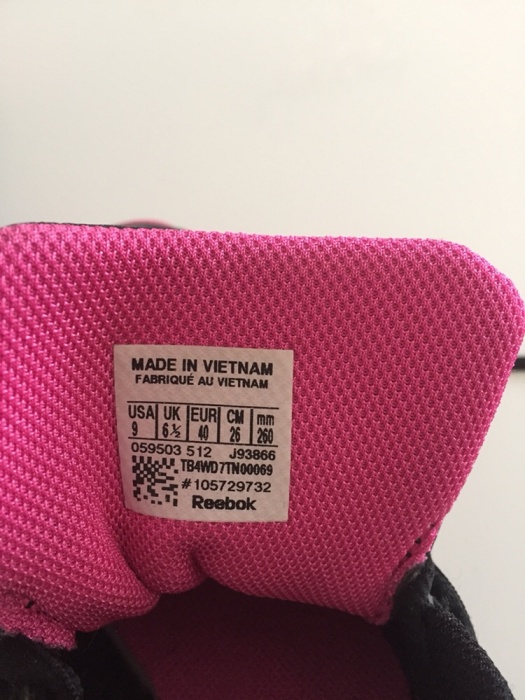 MADE IN VIETNAM
FABRIQUÉ AU VIETNAM
USA UK EUR CM mm
9 6½ 40 26 260
059503 512 J93866
TB4WD7TN00069
#105729732
Reebok